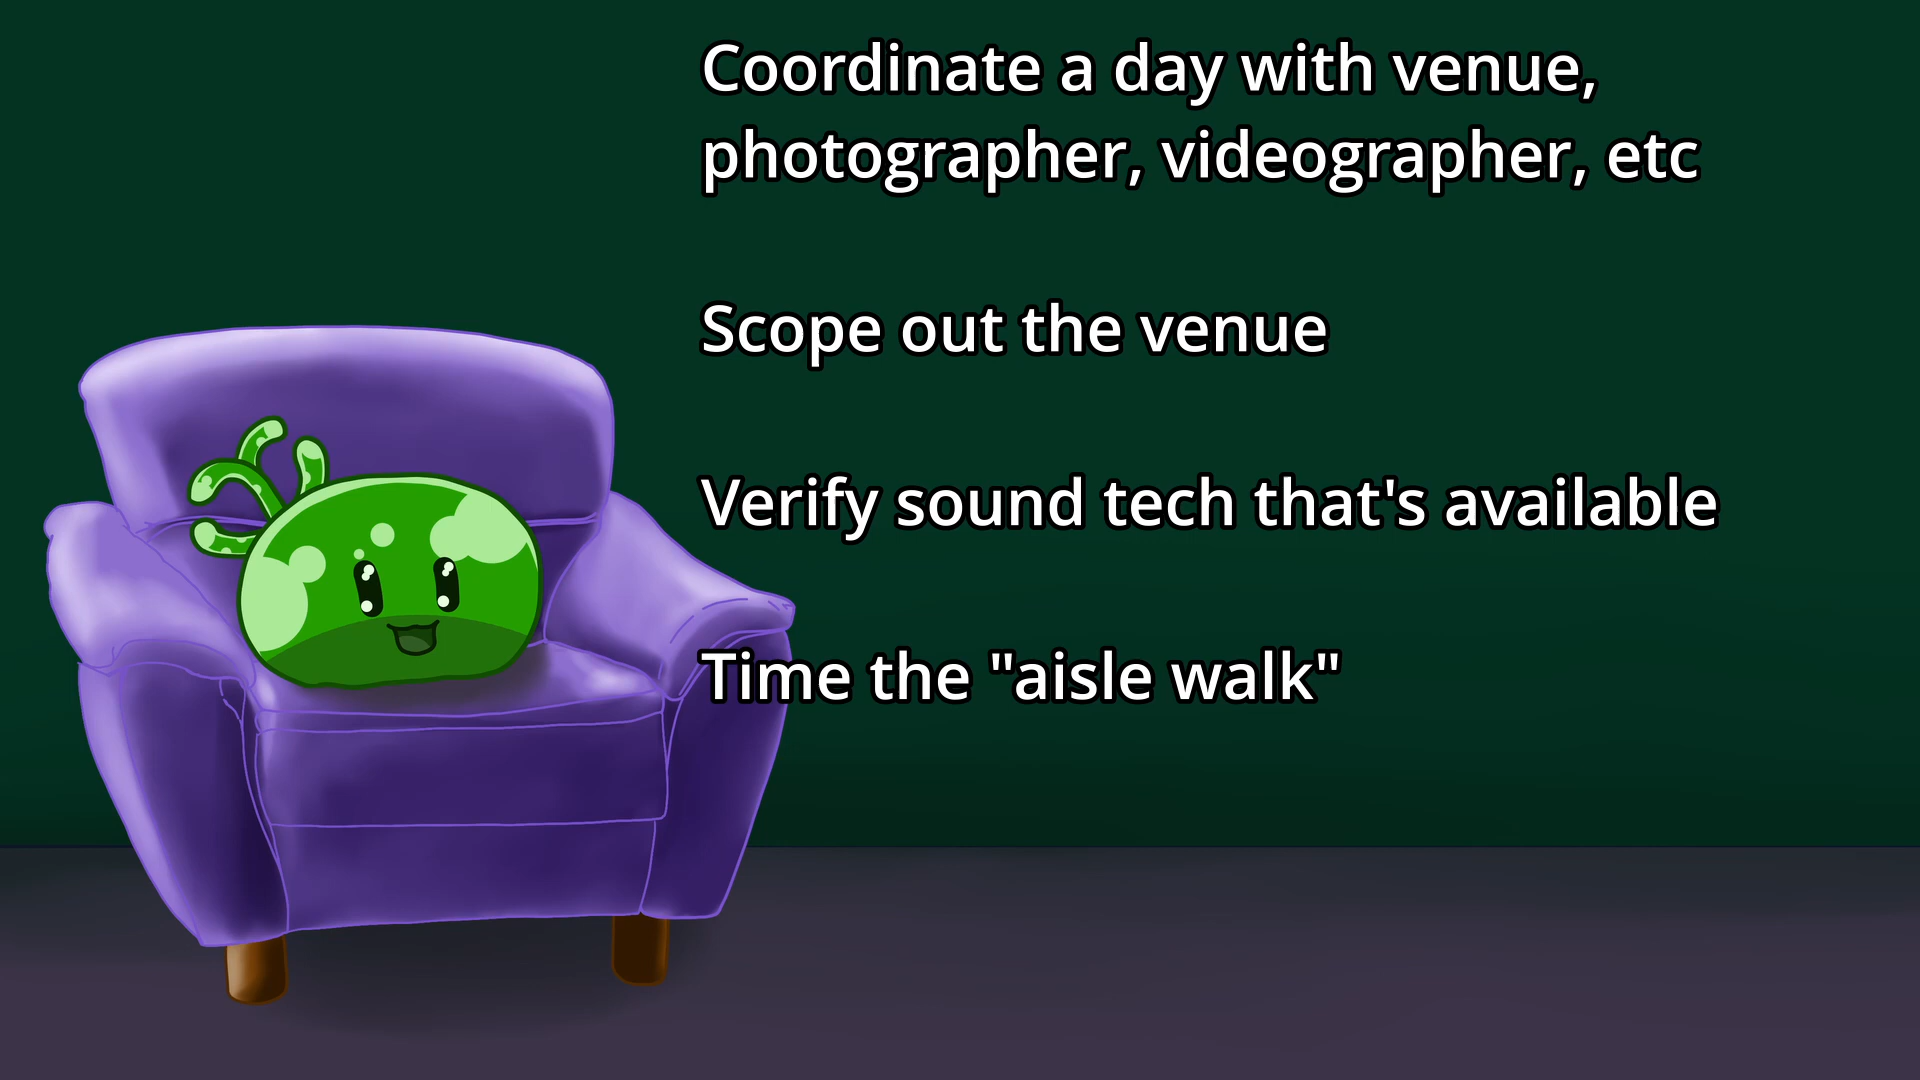 Coordinate a day with venue,
photographer, videographer, etc
Scope out the venue
Verify sound tech that's available
Time the "aisle walk"